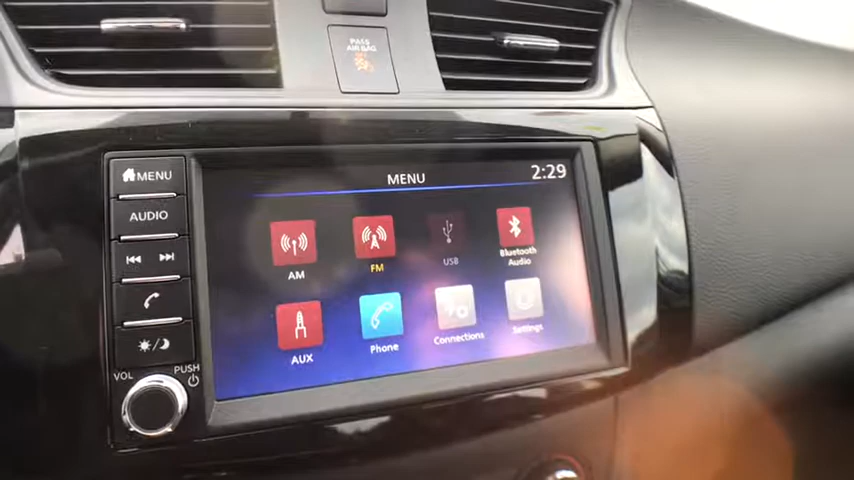 PASS
AIR BAG
MENU
AUDIO
VOL
PUSH
MENU
2:29
AM
FM
USB
Bluetooth
Audio
AUX
Phone
Connections
Settings